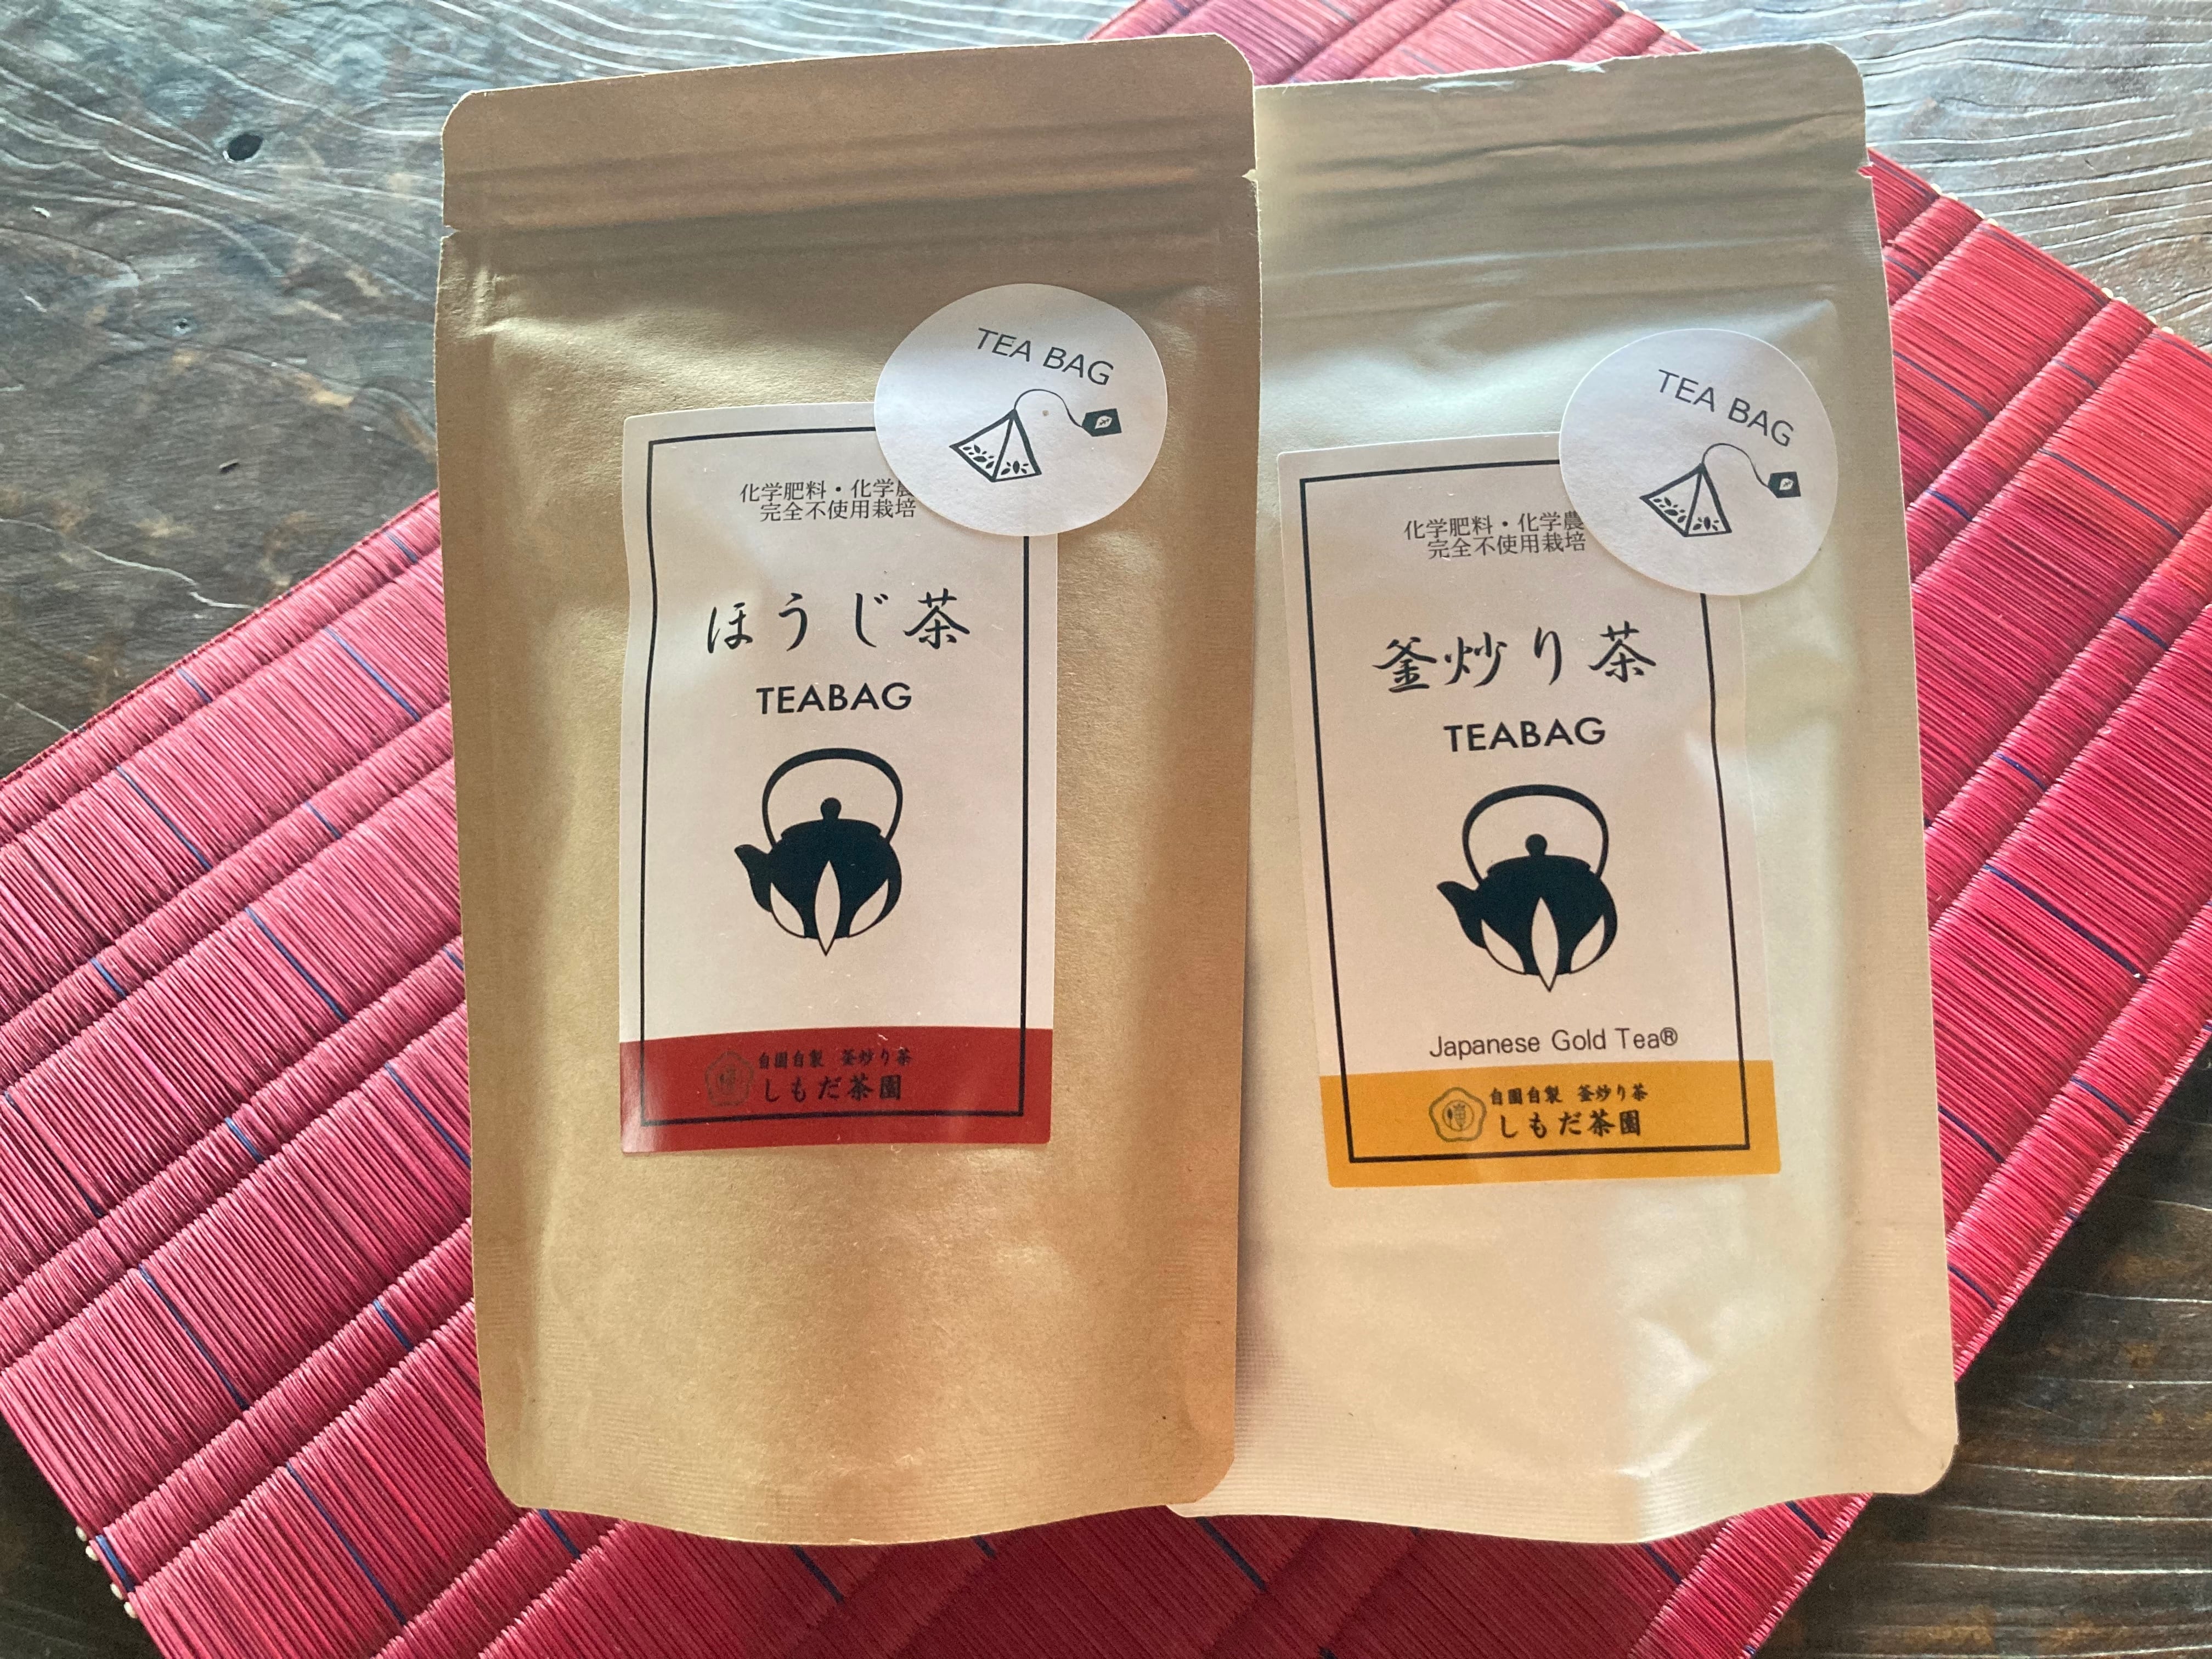 TEA BAG
化学肥料・化学農
完全不使用栽培
ほうじ茶
TEABAG
自園自製 釜炒り茶
しもだ茶園
TEA BAG
化学肥料・化学農
完全不使用栽培
釜炒り茶
TEABAG
Japanese Gold Tea®
自園自製 釜炒り茶
しもだ茶園